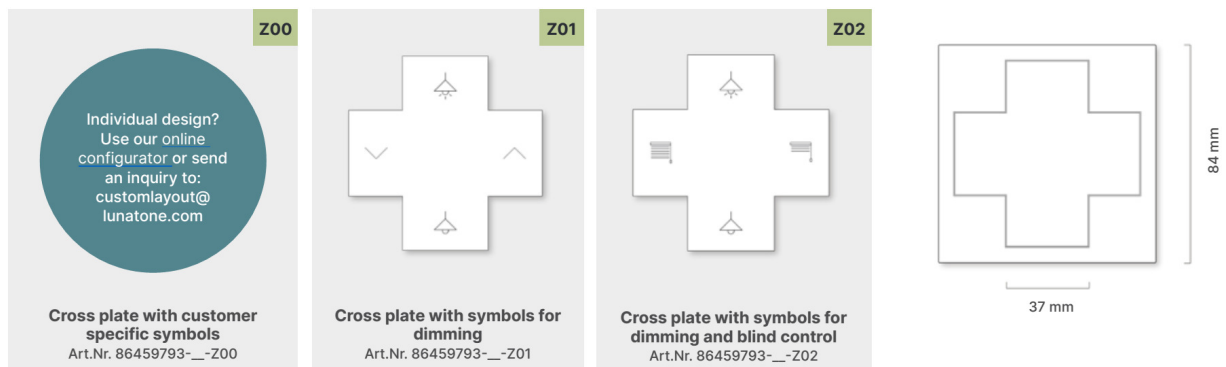 Z00
Individual design?
Use our online
configurator or send
an inquiry to:
customlayout@
lunatone.com
Cross plate with customer
specific symbols
Art.Nr. 86459793-__-Z00
Z01
Cross plate with symbols for
dimming
Art.Nr. 86459793-__-Z01
Z02
Cross plate with symbols for
dimming and blind control
Art.Nr. 86459793-__-Z02
84 mm
37 mm